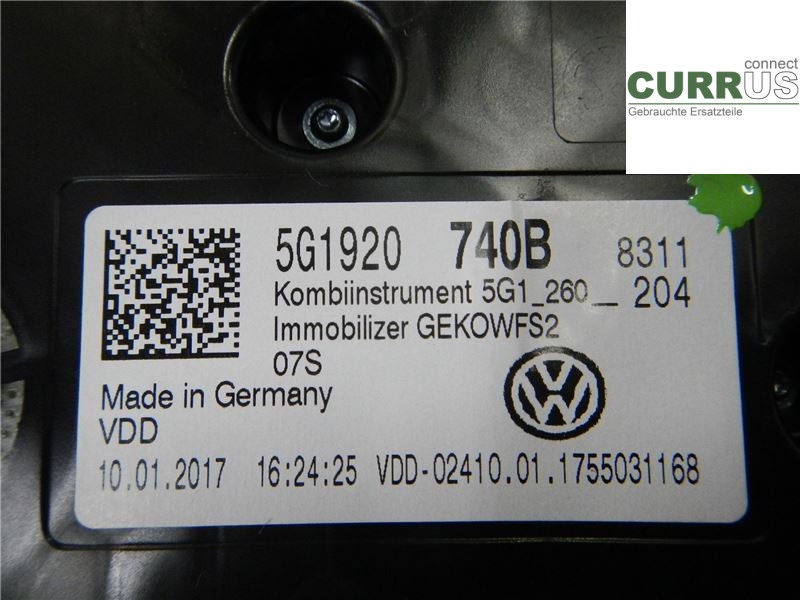 connect
CURRUS
Gebrauchte Ersatzteile
5G1920 740B 8311
Kombiinstrument 5G1_260__ 204
Immobilizer GEKOWFS2
07S
Made in Germany
VDD
10.01.2017 16:24:25 VDD-02410.01.1755031168